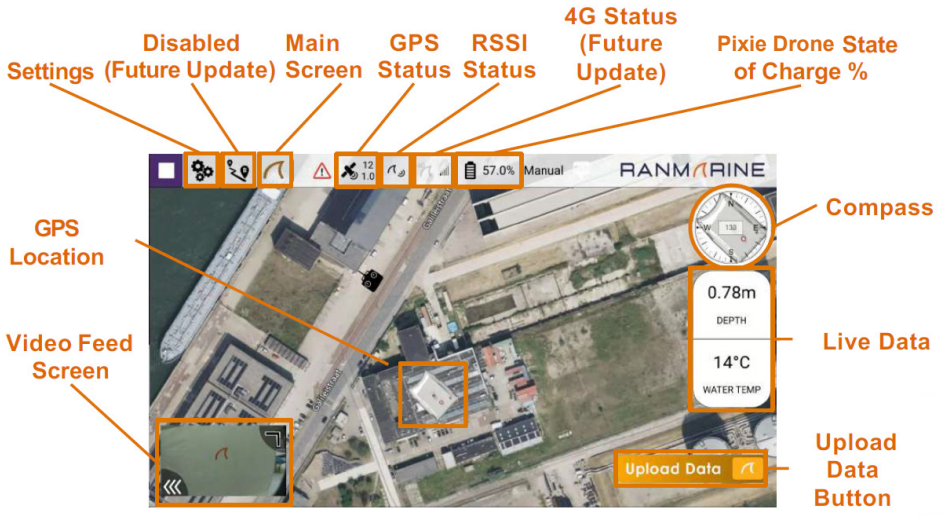 4G Status
Disabled Main GPS RSSI (Future Pixie Drone State
Settings (Future Update) Screen Status Status Update) of Charge %
12
1.0
57.0% Manual RANMARINE
Galileistraat
N
W 130 E
S
Compass
GPS
Location
0.78m
DEPTH
Video Feed
Screen
Live Data
14°C
WATER TEMP
Galileistraat
Upload Data
Upload
Data
Button